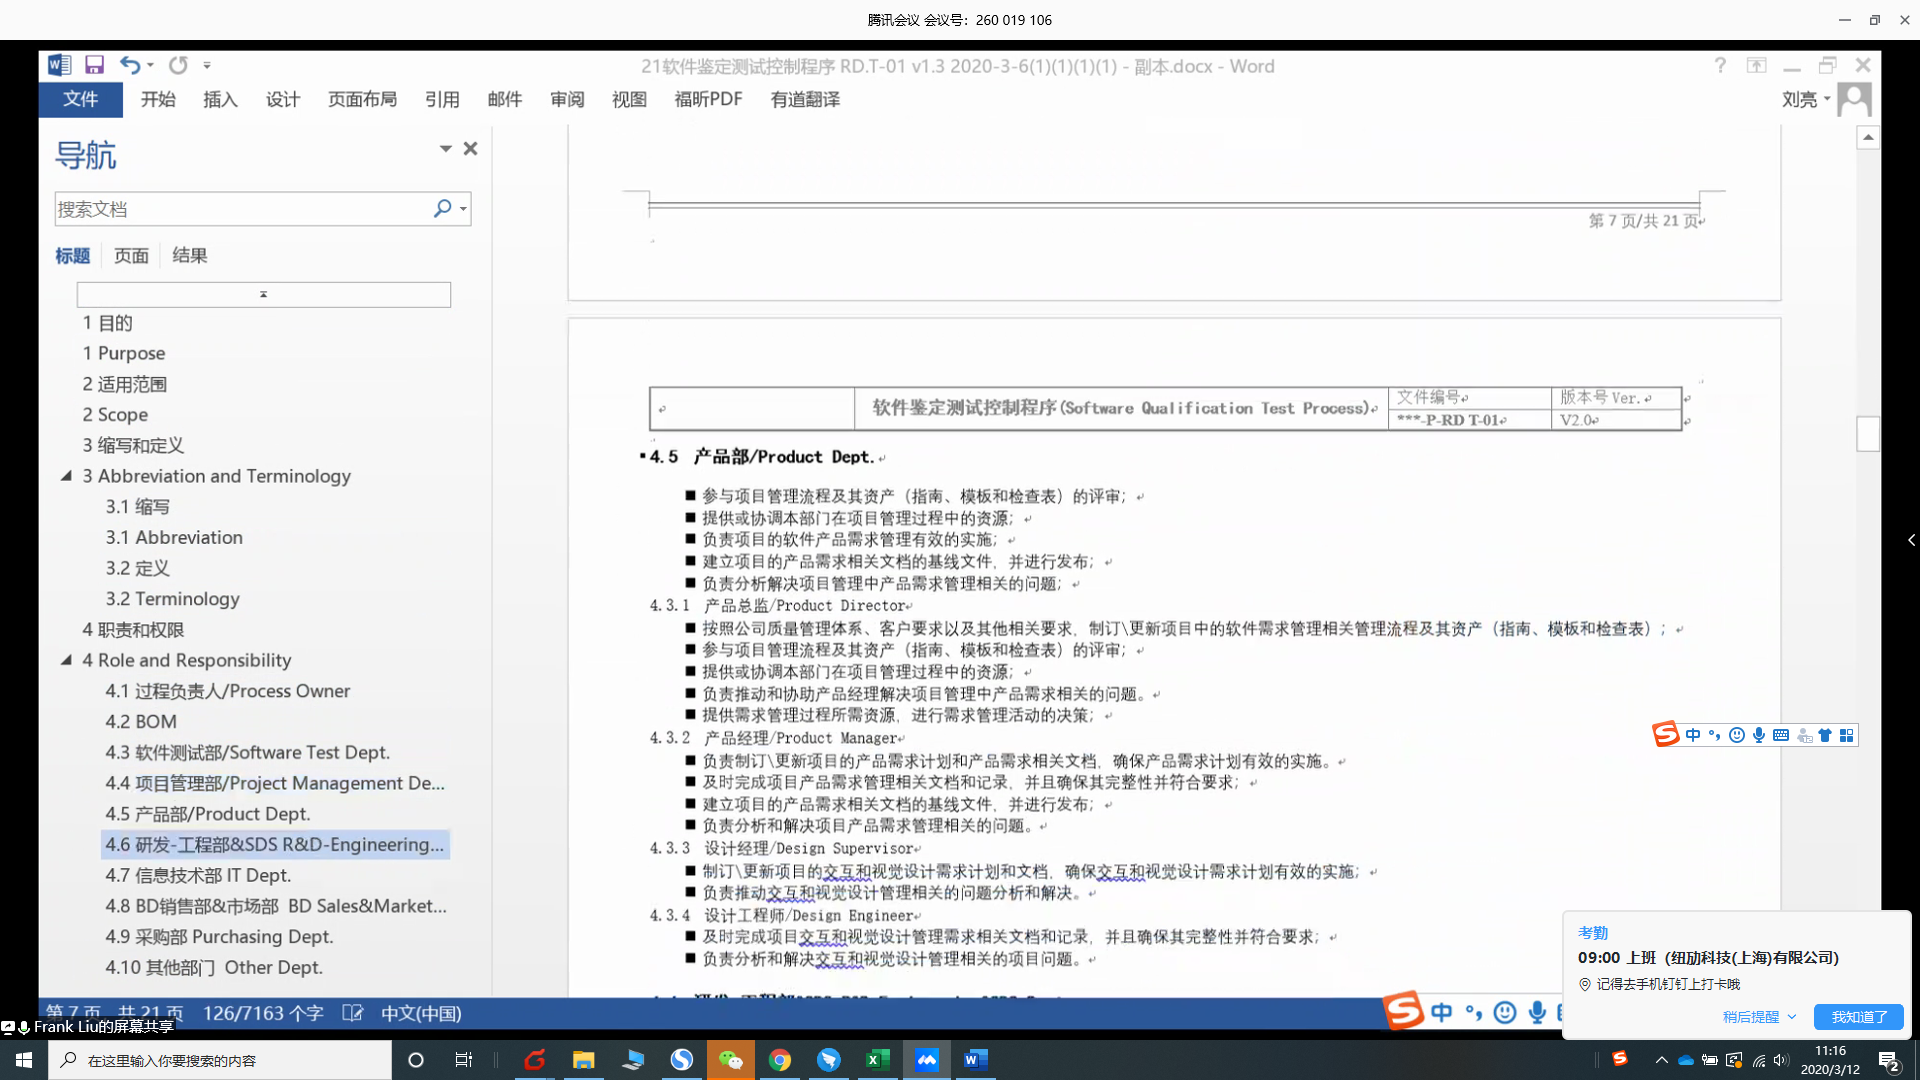 腾讯会议 会议号：260 019 106
21软件鉴定测试控制程序 RD.T-01 v1.3 2020-3-6(1)(1)(1)(1) - 副本.docx - Word
文件 开始 插入 设计 页面布局 引用 邮件 审阅 视图 福昕PDF 有道翻译 刘亮
导航
搜索文档
标题 页面 结果
1 目的
1 Purpose
2 适用范围
2 Scope
3 缩写和定义
3 Abbreviation and Terminology
3.1 缩写
3.1 Abbreviation
3.2 定义
3.2 Terminology
4 职责和权限
4 Role and Responsibility
4.1 过程负责人/Process Owner
4.2 BOM
4.3 软件测试部/Software Test Dept.
4.4 项目管理部/Project Management De...
4.5 产品部/Product Dept.
4.6 研发-工程部&SDS R&D-Engineering...
4.7 信息技术部 IT Dept.
4.8 BD销售部&市场部 BD Sales&Market...
4.9 采购部 Purchasing Dept.
4.10 其他部门 Other Dept.
第 7 页/共 21 页
软件鉴定测试控制程序(Software Qualification Test Process)
文件编号 版本号 Ver.
***-P-RD T-01 V2.0
4.5 产品部/Product Dept.
■ 参与项目管理流程及其资产（指南、模板和检查表）的评审；
■ 提供或协调本部门在项目管理过程中的资源；
■ 负责项目的软件产品需求管理有效的实施；
■ 建立项目的产品需求相关文档的基线文件，并进行发布；
■ 负责分析解决项目管理中产品需求管理相关的问题；
4.3.1 产品总监/Product Director
■ 按照公司质量管理体系、客户要求以及其他相关要求，制订\更新项目中的软件需求管理相关管理流程及其资产（指南、模板和检查表）；
■ 参与项目管理流程及其资产（指南、模板和检查表）的评审；
■ 提供或协调本部门在项目管理过程中的资源；
■ 负责推动和协助产品经理解决项目管理中产品需求相关的问题。
■ 提供需求管理过程所需资源，进行需求管理活动的决策；
4.3.2 产品经理/Product Manager
■ 负责制订\更新项目的产品需求计划和产品需求相关文档，确保产品需求计划有效的实施。
■ 及时完成项目产品需求管理相关文档和记录，并且确保其完整性并符合要求；
■ 建立项目的产品需求相关文档的基线文件，并进行发布；
■ 负责分析和解决项目产品需求管理相关的问题。
4.3.3 设计经理/Design Supervisor
■ 制订\更新项目的交互和视觉设计需求计划和文档，确保交互和视觉设计需求计划有效的实施；
■ 负责推动交互和视觉设计管理相关的问题分析和解决。
4.3.4 设计工程师/Design Engineer
■ 及时完成项目交互和视觉设计管理需求相关文档和记录，并且确保其完整性并符合要求；
■ 负责分析和解决交互和视觉设计管理相关的项目问题。
中
考勤
09:00 上班 (纽劢科技(上海)有限公司)
记得去手机钉钉上打卡哦
稍后提醒 我知道了
第 7 页 共 21 页 126/7163 个字 中文(中国)
中
Frank Liu的屏幕共享
在这里输入你要搜索的内容
11:16
2020/3/12
2